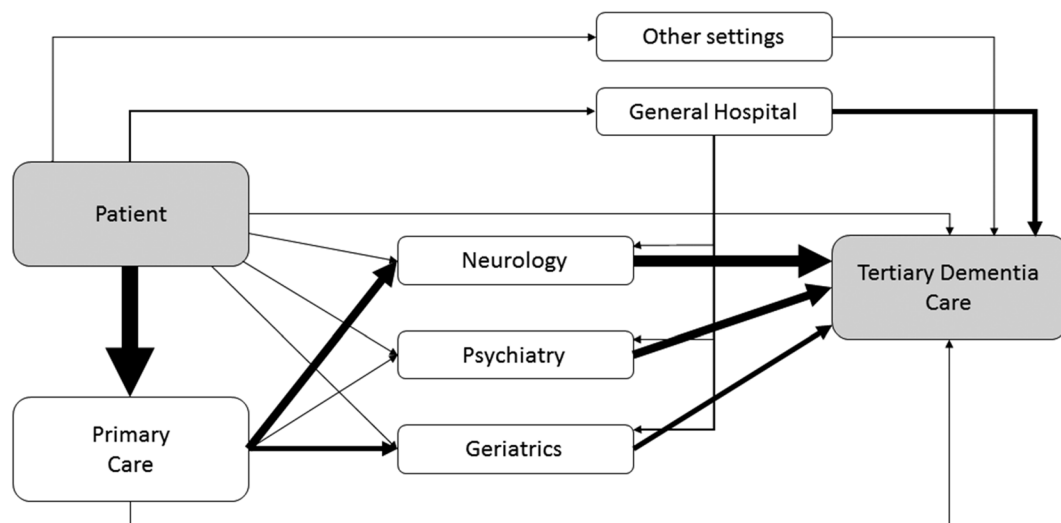 Other settings
General Hospital
Patient
Neurology
Tertiary Dementia
Care
Psychiatry
Primary
Care
Geriatrics